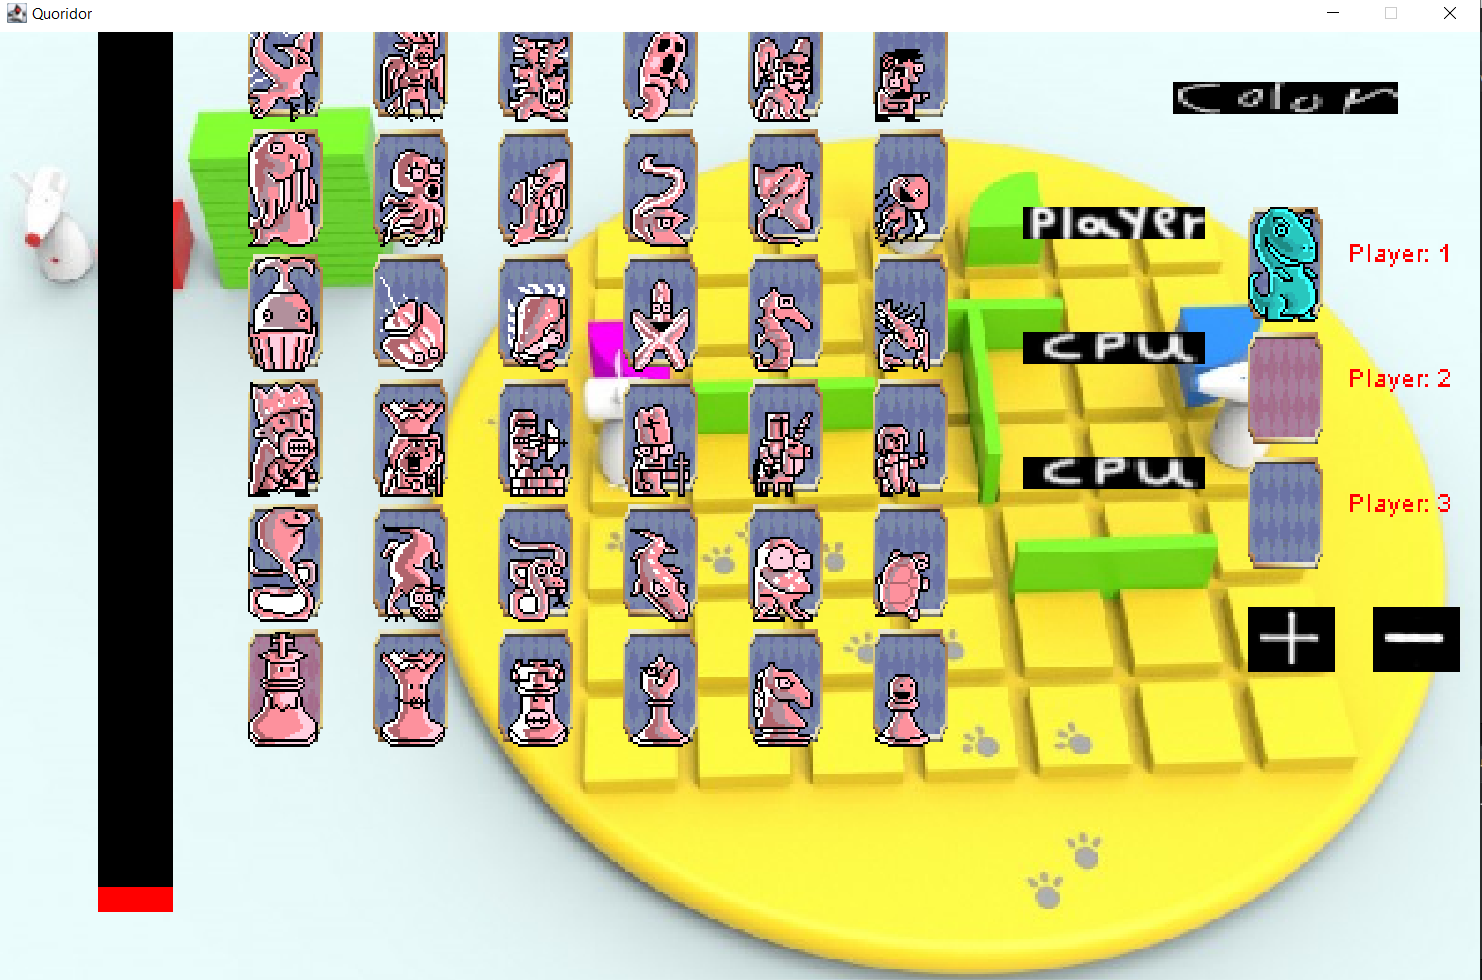 Quoridor
Color
Player
Player: 1
CPU
Player: 2
CPU
Player: 3
+
-